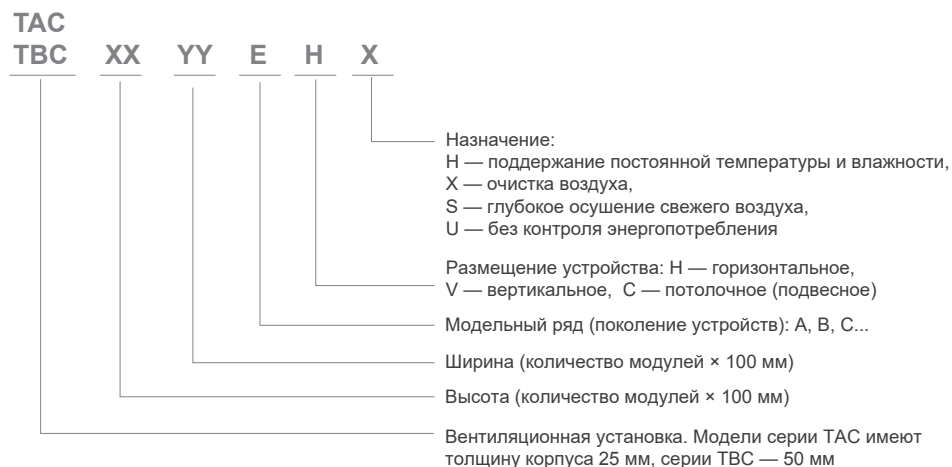 TAC
TBC XX YY E H X
Назначение:
H — поддержание постоянной температуры и влажности,
X — очистка воздуха,
S — глубокое осушение свежего воздуха,
U — без контроля энергопотребления
Размещение устройства: H — горизонтальное,
V — вертикальное, C — потолочное (подвесное)
Модельный ряд (поколение устройств): A, B, C...
Ширина (количество модулей × 100 мм)
Высота (количество модулей × 100 мм)
Вентиляционная установка. Модели серии TAC имеют
толщину корпуса 25 мм, серии TBC — 50 мм